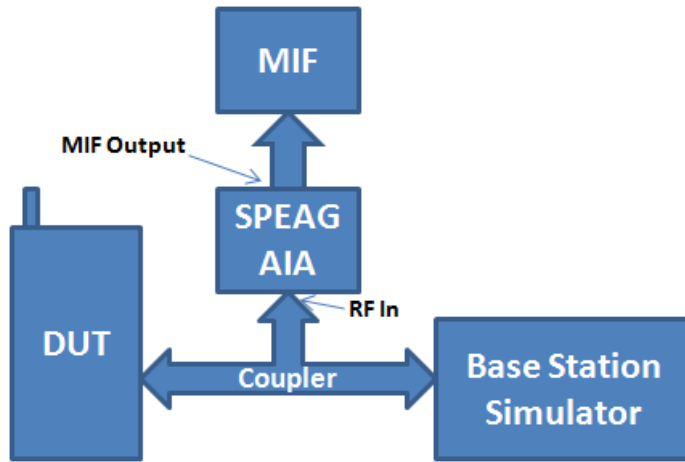 MIF
MIF Output
SPEAG
AIA
RF In
DUT
Coupler
Base Station
Simulator